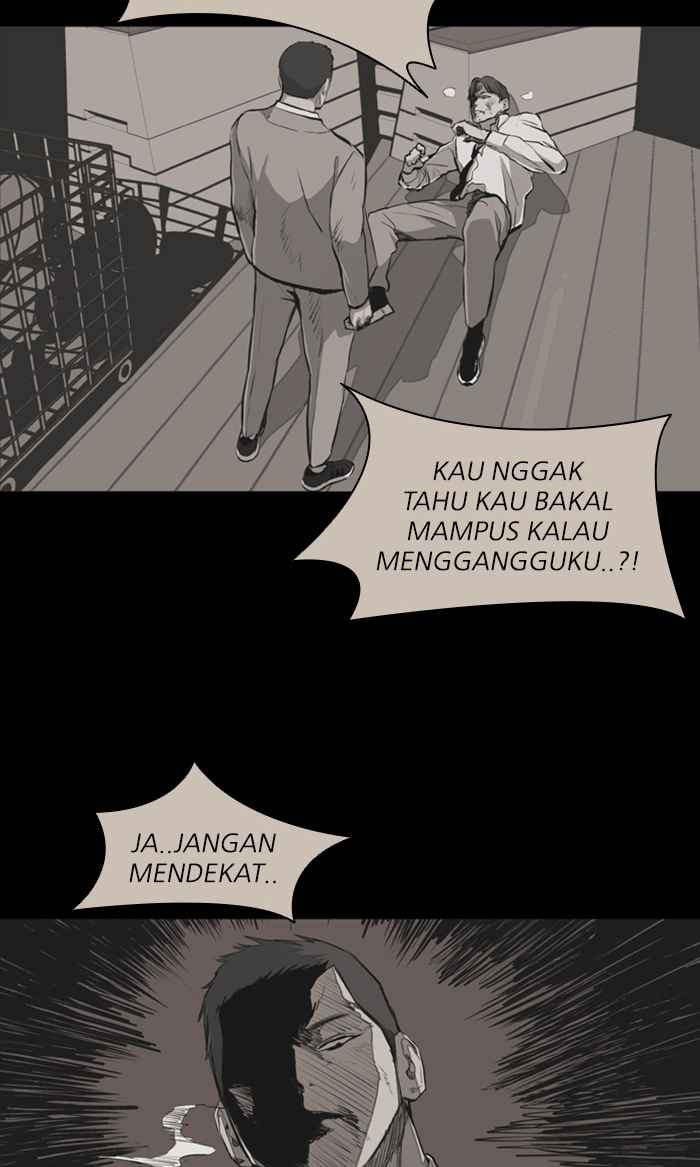 KAU NGGAK
TAHU KAU BAKAL
MAMPUS KALAU
MENGGANGGUKU..?!
JA..JANGAN
MENDEKAT..